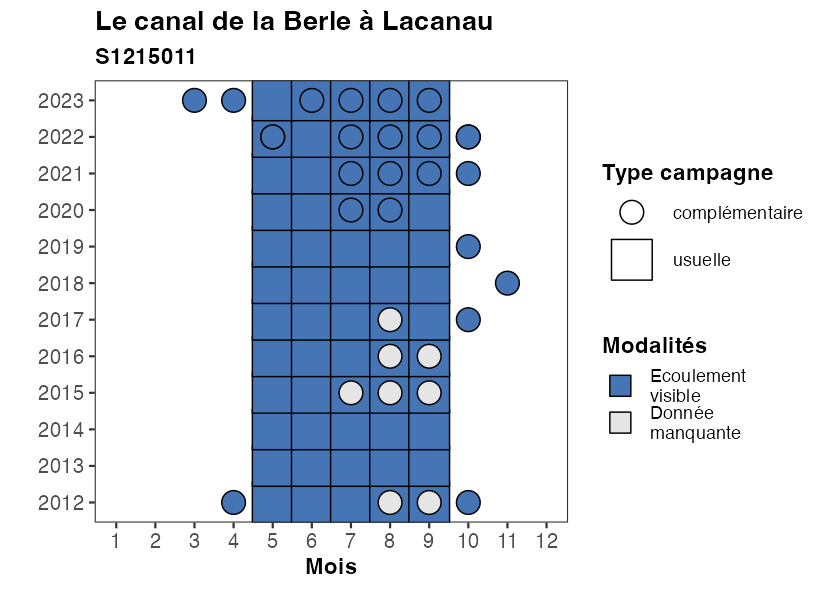 Le canal de la Berle à Lacanau
S1215011
2023
2022
2021
2020
2019
2018
2017
2016
2015
2014
2013
2012
1 2 3 4 5 6 7 8 9 10 11 12
Mois
Type campagne
complémentaire
usuelle
Modalités
Ecoulement
visible
Donnée
manquante